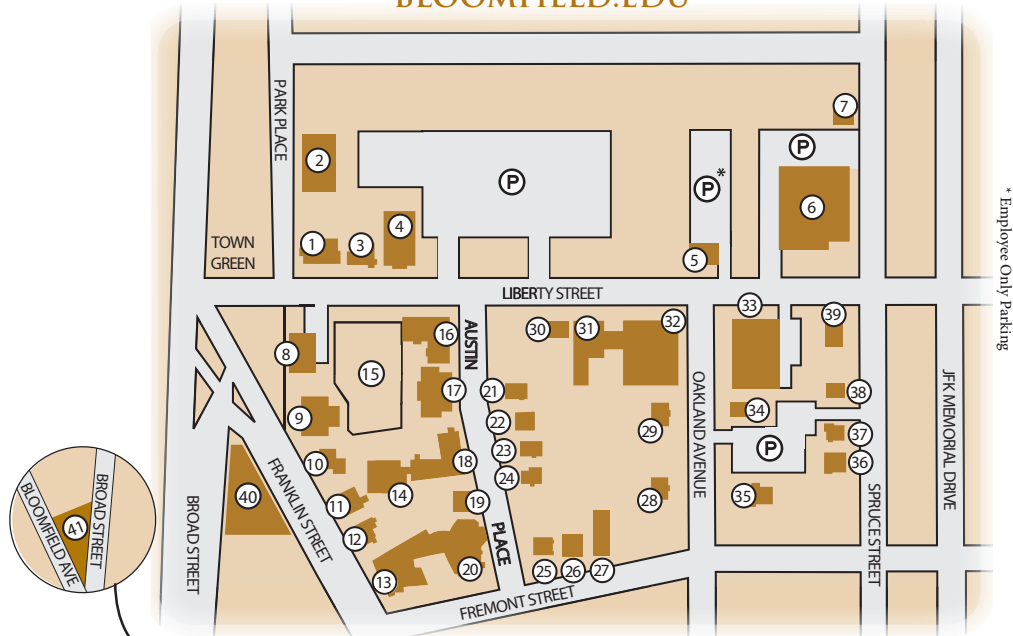 BLOOMFIELD.EDU
PARK PLACE
7
2
P
P
P*
6
4
1
3
TOWN
GREEN
5
* Employee Only Parking
LIBERTY STREET
33
39
30
31
32
16
AUSTIN
8
15
17
21
38
OAKLAND AVENUE
JFK MEMORIAL DRIVE
9
22
34
29
37
23
P
10
18
36
24
FRANKLIN STREET
40
14
11
19
28
35
BROAD STREET
BLOOMFIELD AVE
41
BROAD STREET
12
PLACE
SPRUCE STREET
13
20
25
26
27
FREMONT STREET